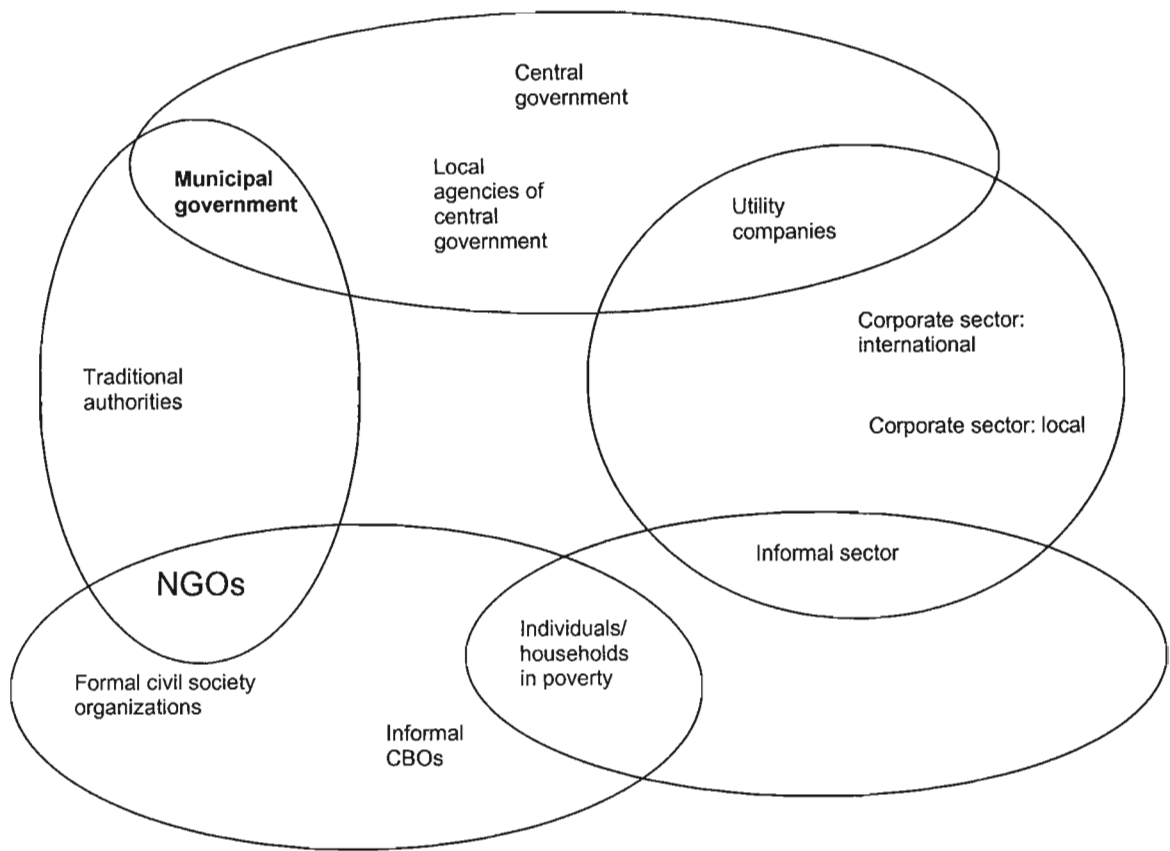 Central
government
Municipal
government
Local
agencies of
central
government
Utility
companies
Corporate sector:
international
Traditional
authorities
Corporate sector: local
Informal sector
NGOs
Individuals/
households
in poverty
Formal civil society
organizations
Informal
CBOs